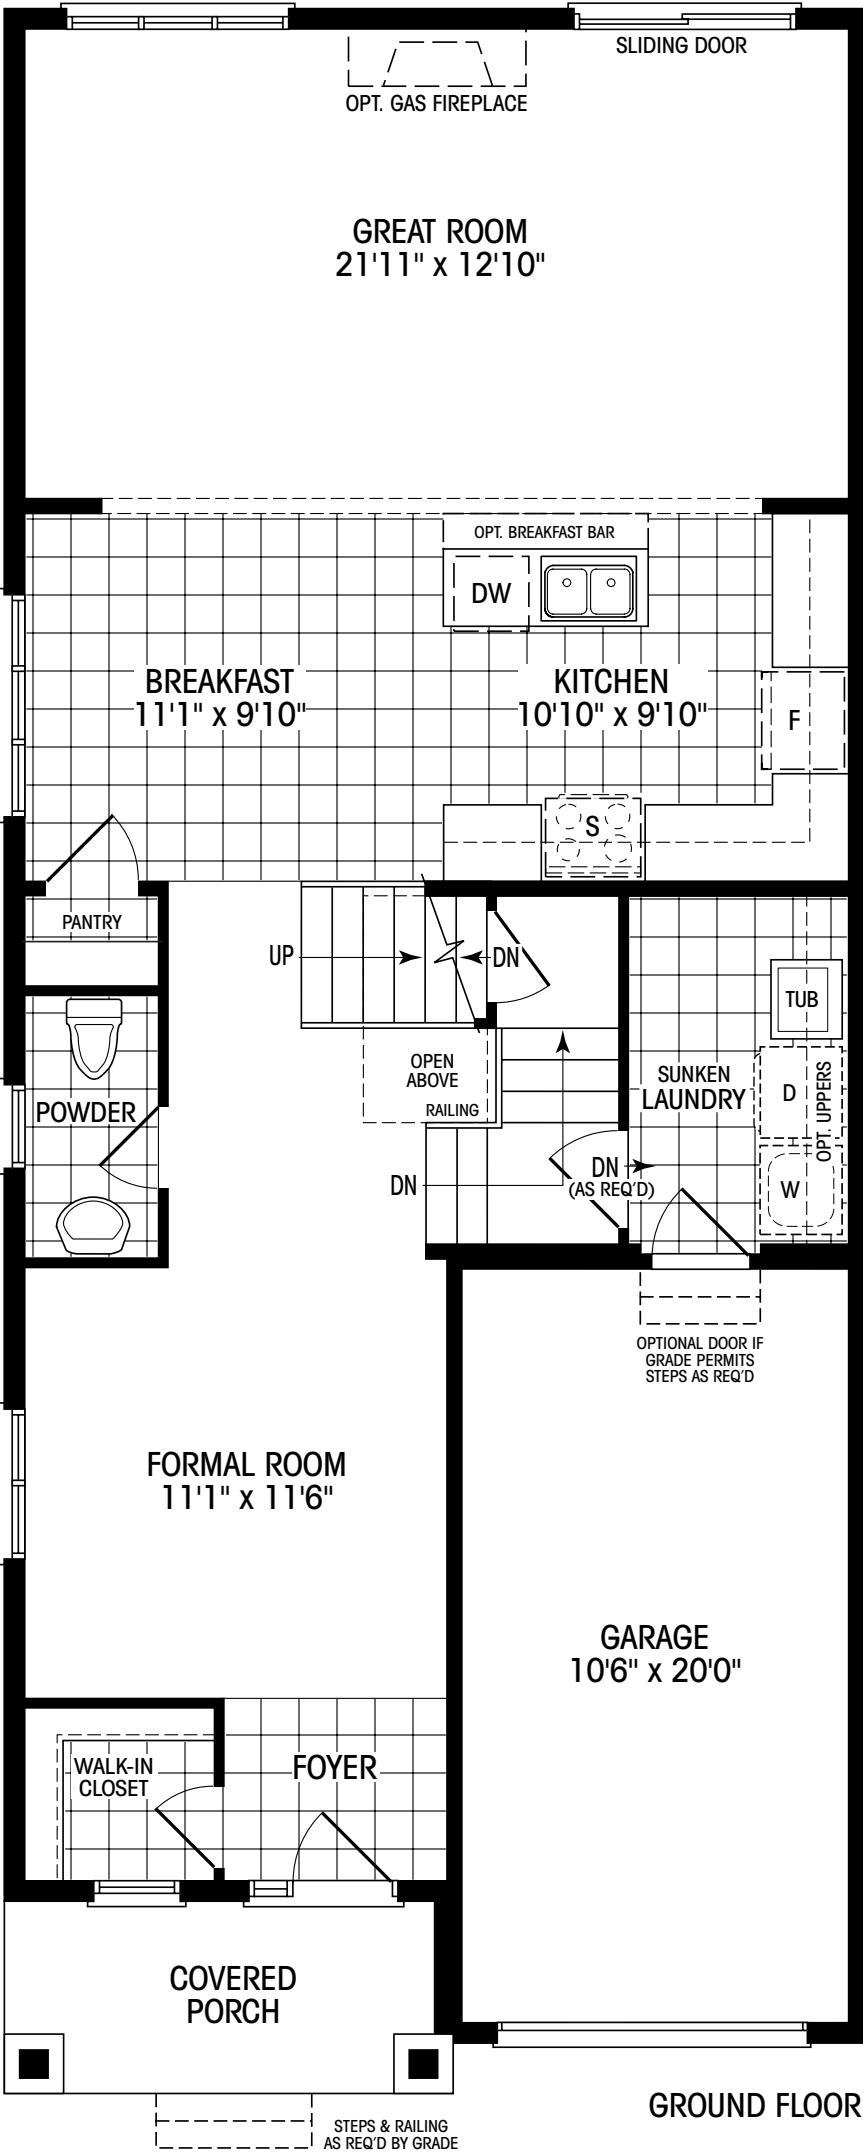 SLIDING DOOR
OPT. GAS FIREPLACE
GREAT ROOM
21'11" x 12'10"
OPT. BREAKFAST BAR
DW
BREAKFAST
11'1" x 9'10"
KITCHEN
10'10" x 9'10"
F
S
PANTRY
UP
DN
TUB
OPEN
ABOVE
RAILING
SUNKEN
LAUNDRY
D
OPT. UPPERS
POWDER
DN
DN
(AS REQ'D)
W
OPTIONAL DOOR IF
GRADE PERMITS
STEPS AS REQ'D
FORMAL ROOM
11'1" x 11'6"
GARAGE
10'6" x 20'0"
WALK-IN
CLOSET
FOYER
COVERED
PORCH
GROUND FLOOR
STEPS & RAILING
AS REQ'D BY GRADE